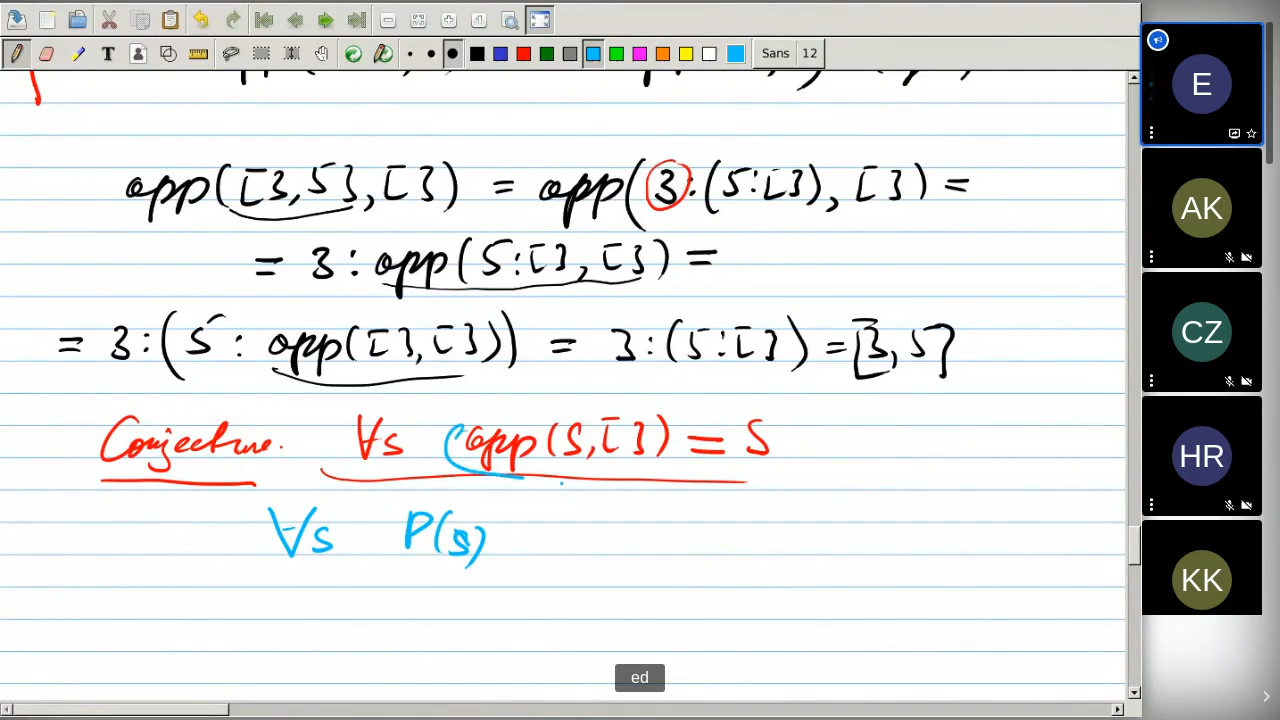 Sans 12
app([3,5],[]) = app(3:(5:[]),[]) =
= 3:app(5:[],[]) =
= 3:(5:app([],[])) = 3:(5:[]) = [3,5]
Conjecture. ∀s app(s,[]) = s
∀s P(s)
ed
E
AK
CZ
HR
KK